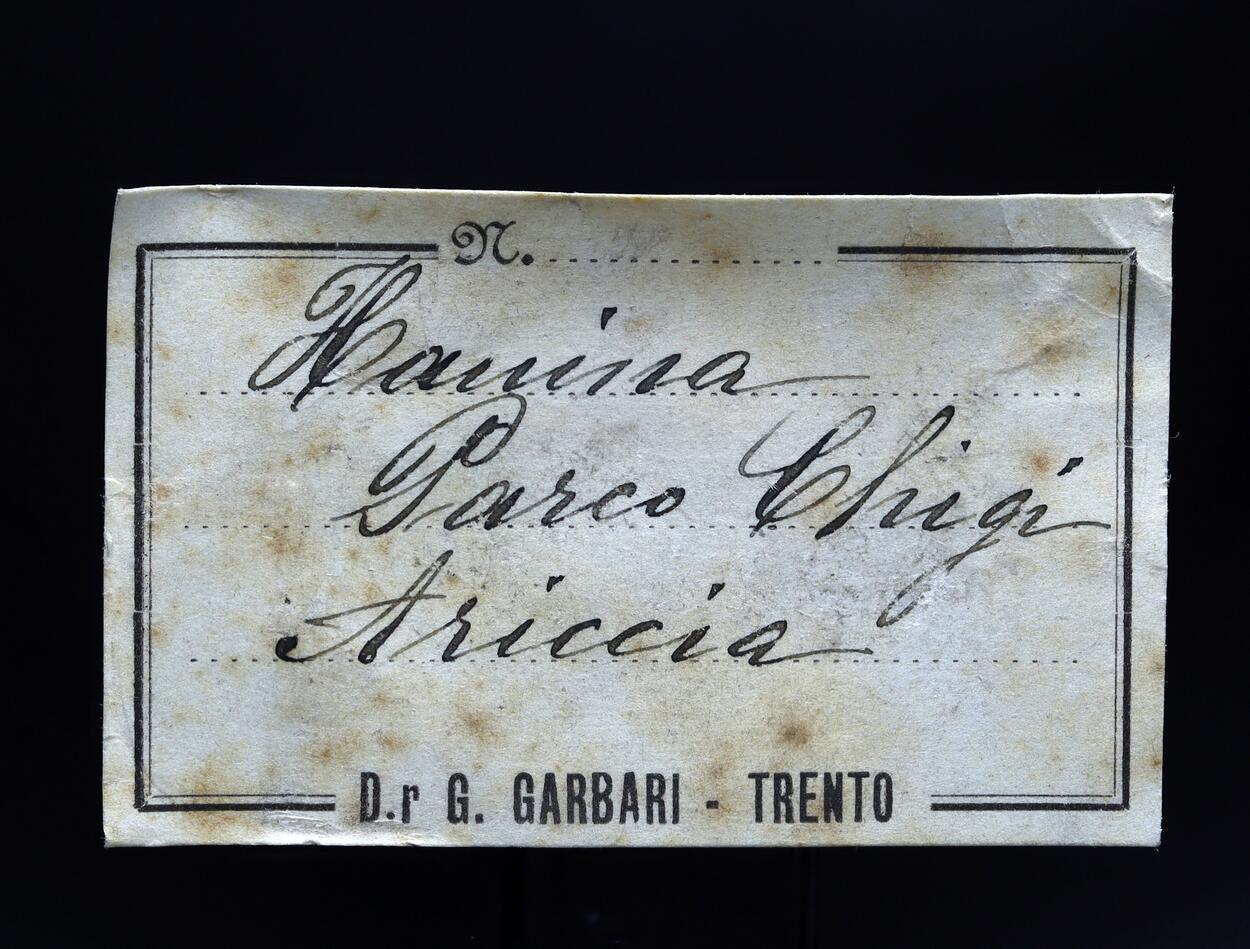 N.
Hauina
Parco Chigi
Ariccia
D.r G. GARBARI - TRENTO